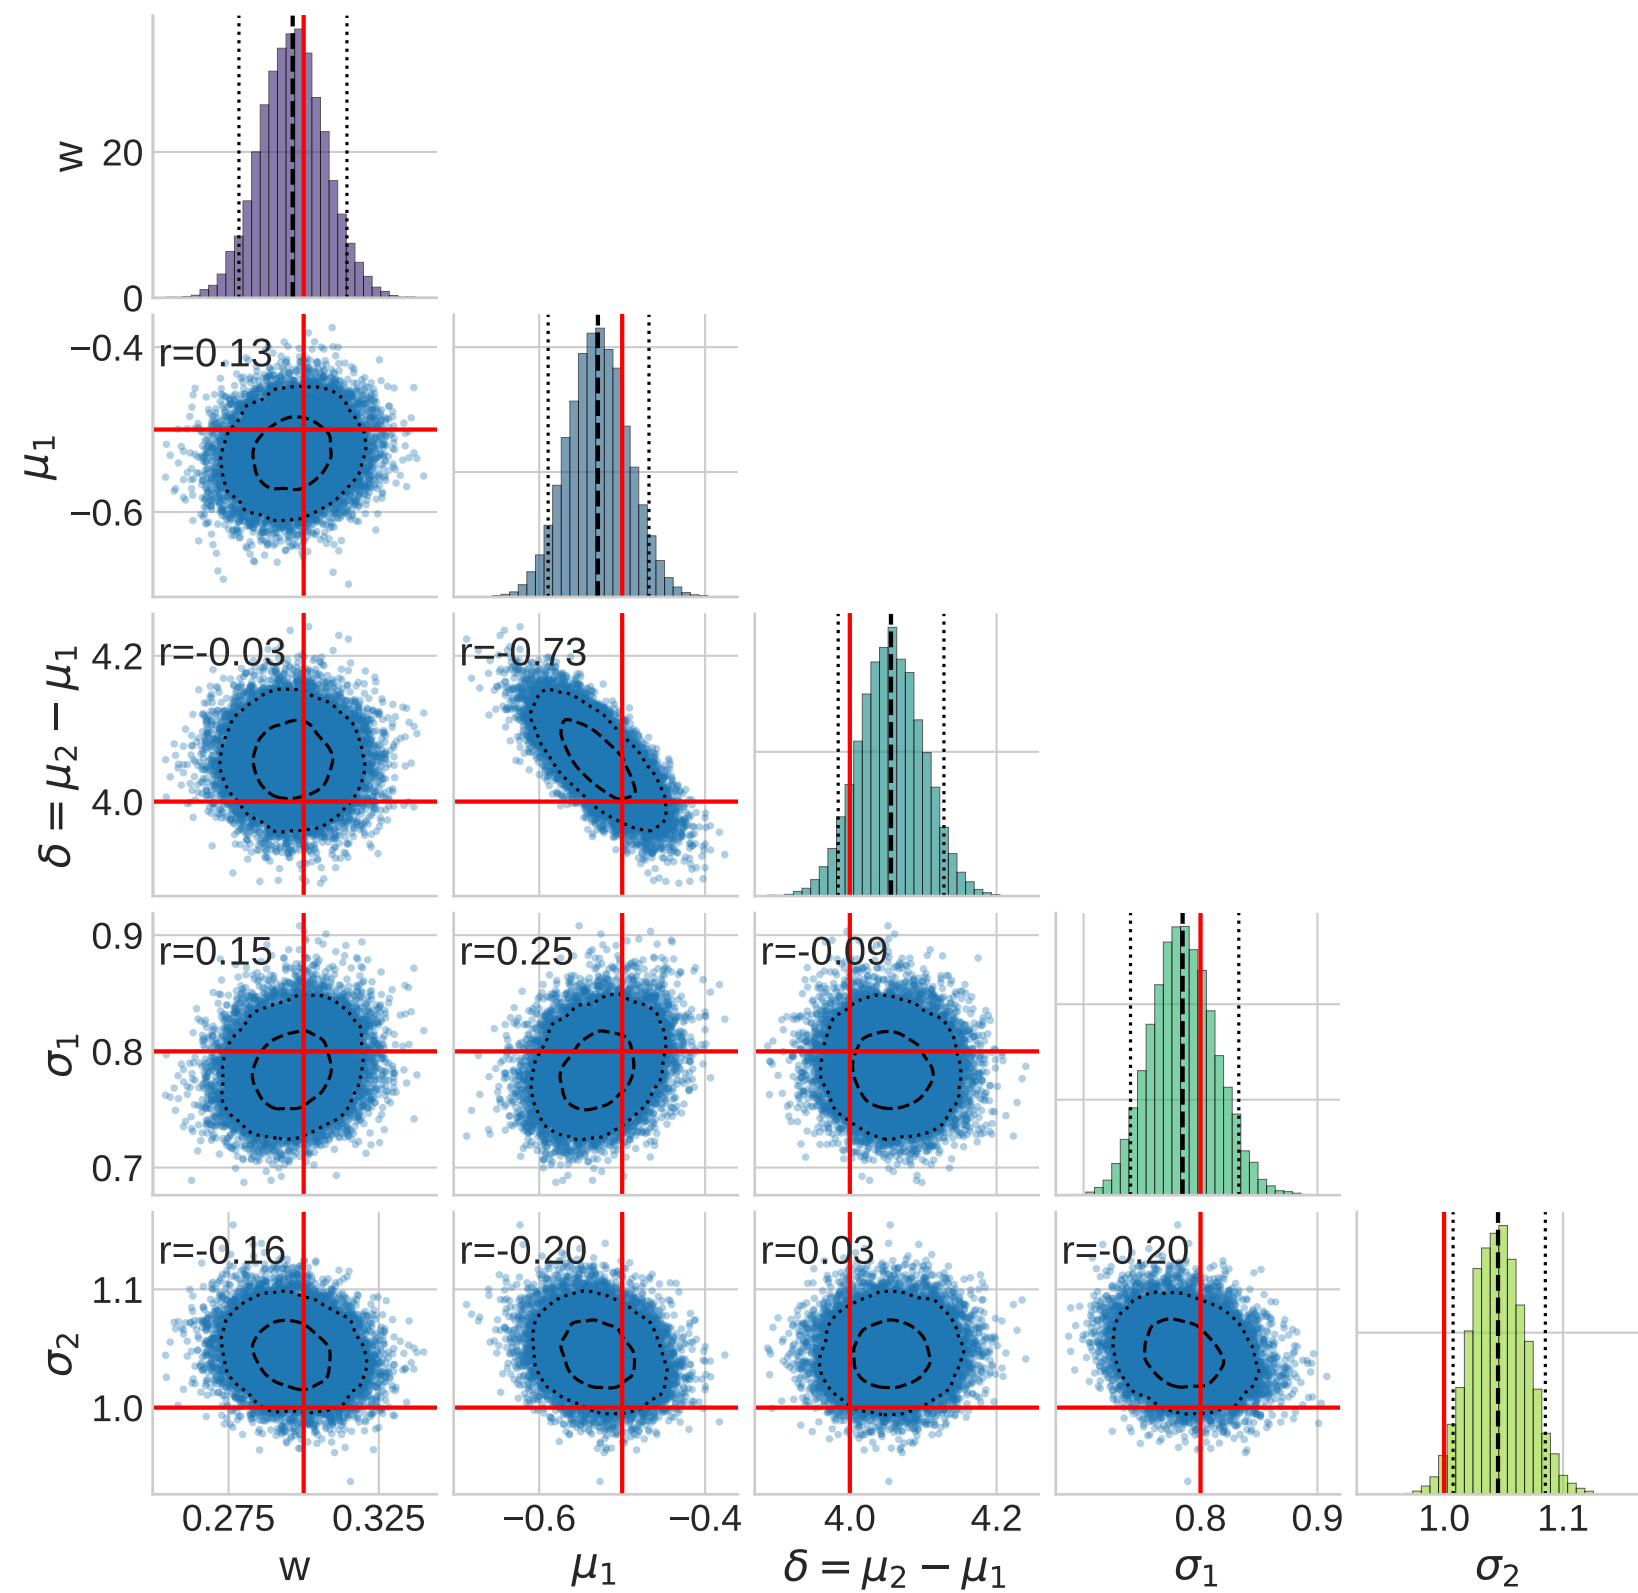 w
20
0
r=0.13
−0.4
μ1
−0.6
r=-0.03
r=-0.73
4.2
δ = μ2 − μ1
4.0
0.9
r=0.15
r=0.25
r=-0.09
σ1
0.8
0.7
r=-0.16
r=-0.20
r=0.03
r=-0.20
1.1
σ2
1.0
0.275 0.325 −0.6 −0.4 4.0 4.2 0.8 0.9 1.0 1.1
w μ1 δ = μ2 − μ1 σ1 σ2